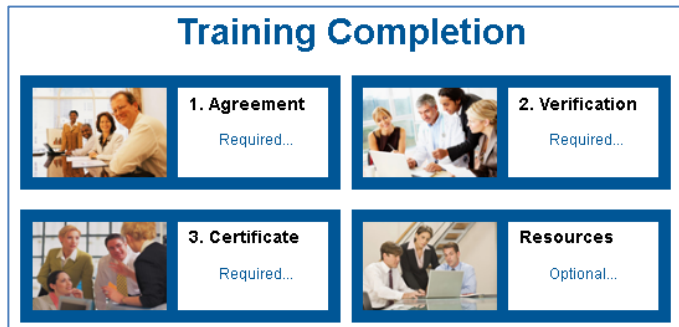 Training Completion
1. Agreement
Required...
2. Verification
Required...
3. Certificate
Required...
Resources
Optional...